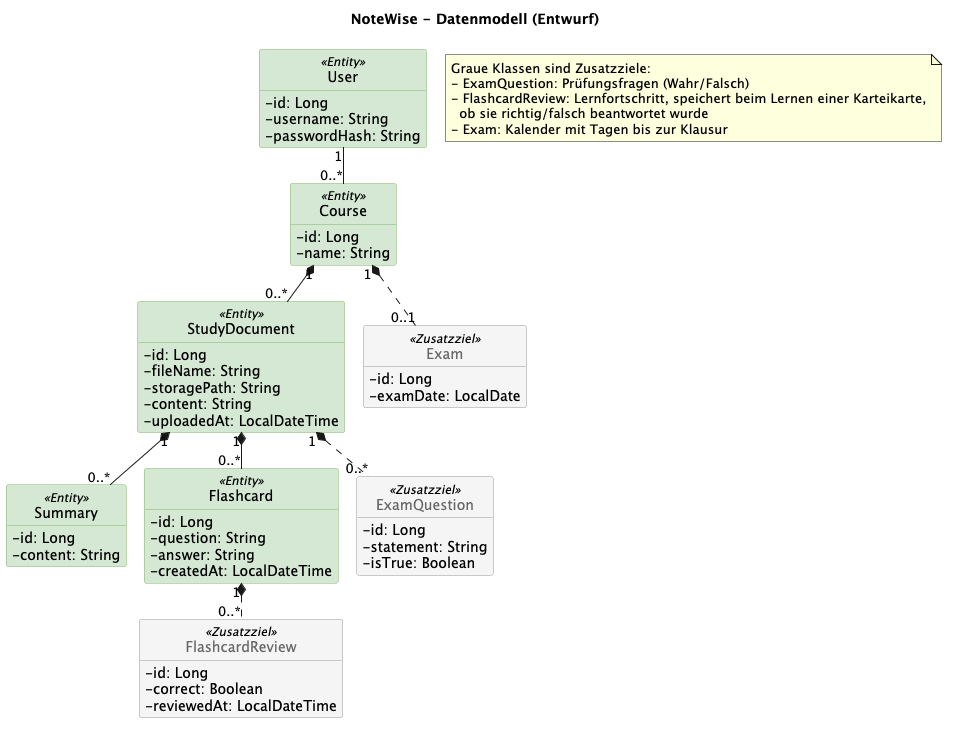 NoteWise – Datenmodell (Entwurf)
«Entity»
User
-id: Long
-username: String
-passwordHash: String
Graue Klassen sind Zusatzziele:
- ExamQuestion: Prüfungsfragen (Wahr/Falsch)
- FlashcardReview: Lernfortschritt, speichert beim Lernen einer Karteikarte,
ob sie richtig/falsch beantwortet wurde
- Exam: Kalender mit Tagen bis zur Klausur
1
0..*
«Entity»
Course
-id: Long
-name: String
1
1
0..*
0..1
«Entity»
StudyDocument
-id: Long
-fileName: String
-storagePath: String
-content: String
-uploadedAt: LocalDateTime
«Zusatzziel»
Exam
-id: Long
-examDate: LocalDate
1
1
1
0..*
0..*
0..*
«Entity»
Summary
-id: Long
-content: String
«Entity»
Flashcard
-id: Long
-question: String
-answer: String
-createdAt: LocalDateTime
«Zusatzziel»
ExamQuestion
-id: Long
-statement: String
-isTrue: Boolean
1
0..*
«Zusatzziel»
FlashcardReview
-id: Long
-correct: Boolean
-reviewedAt: LocalDateTime